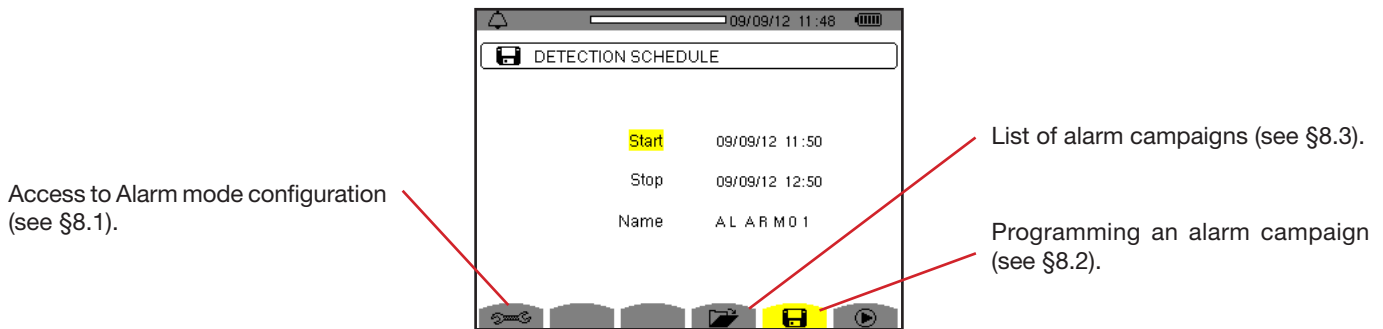 09/09/12 11:48
DETECTION SCHEDULE
Start 09/09/12 11:50
Stop 09/09/12 12:50
Name ALARM01
Access to Alarm mode configuration
(see §8.1).
List of alarm campaigns (see §8.3).
Programming an alarm campaign
(see §8.2).